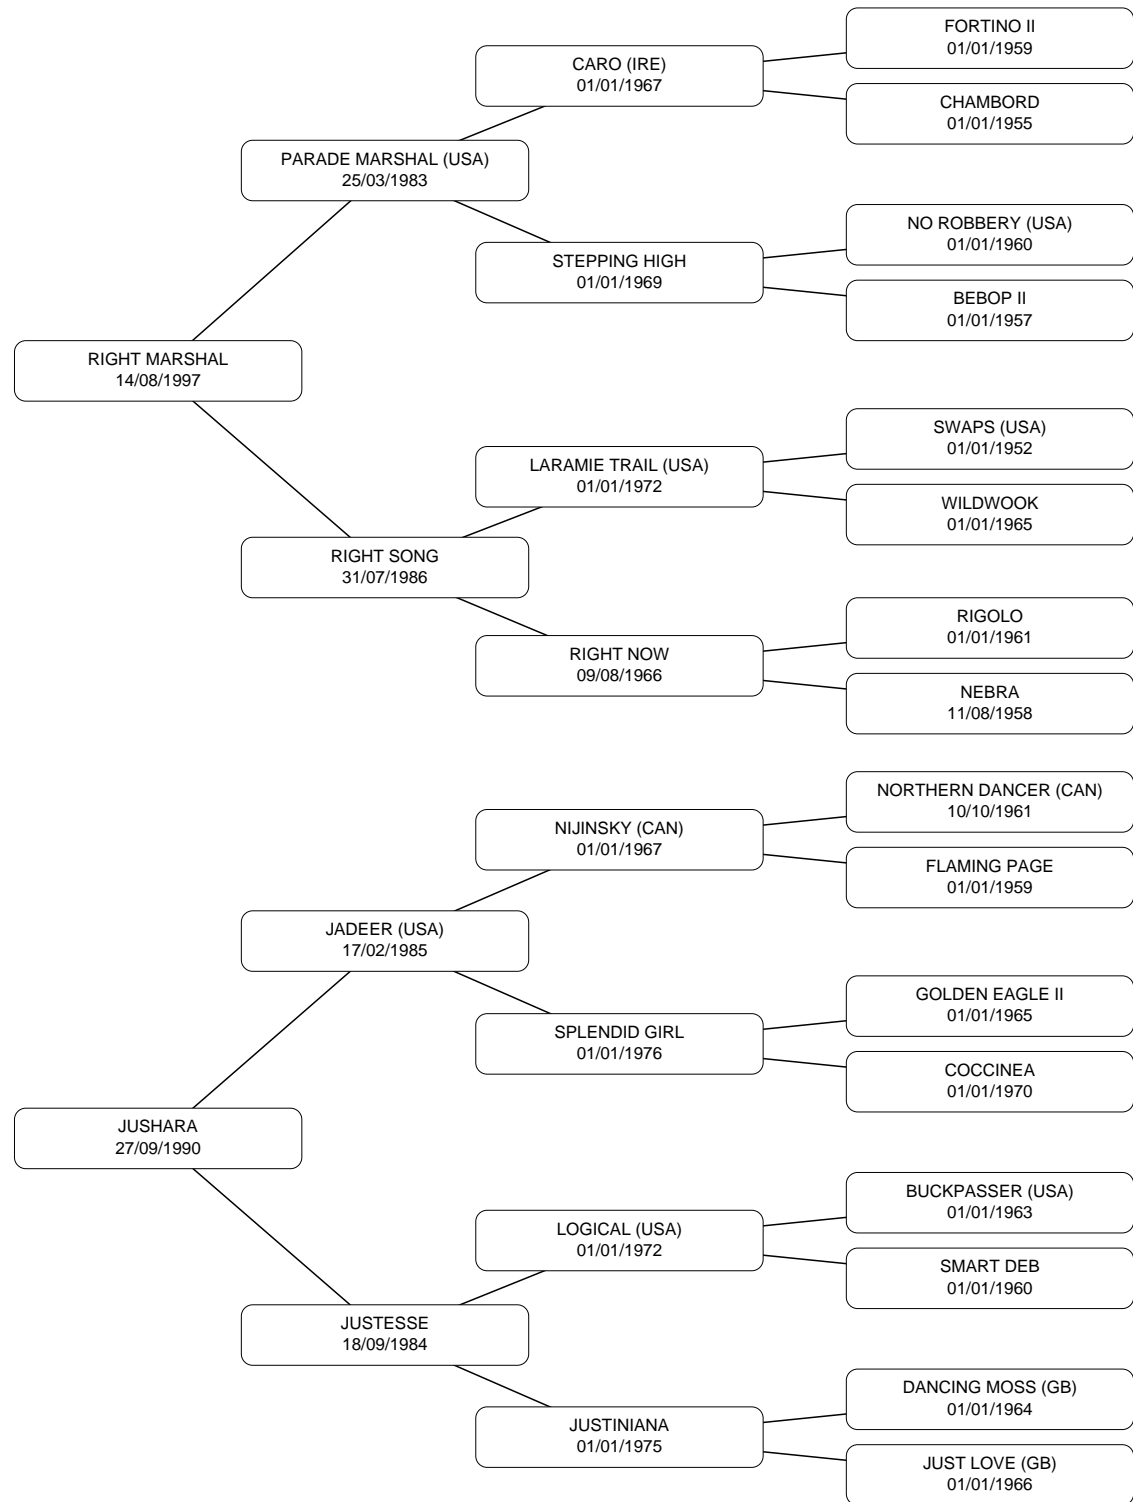 FORTINO II
01/01/1959
CARO (IRE)
01/01/1967
CHAMBORD
01/01/1955
PARADE MARSHAL (USA)
25/03/1983
NO ROBBERY (USA)
01/01/1960
STEPPING HIGH
01/01/1969
BEBOP II
01/01/1957
RIGHT MARSHAL
14/08/1997
SWAPS (USA)
01/01/1952
LARAMIE TRAIL (USA)
01/01/1972
WILDWOOK
01/01/1965
RIGHT SONG
31/07/1986
RIGOLO
01/01/1961
RIGHT NOW
09/08/1966
NEBRA
11/08/1958
NORTHERN DANCER (CAN)
10/10/1961
NIJINSKY (CAN)
01/01/1967
FLAMING PAGE
01/01/1959
JADEER (USA)
17/02/1985
GOLDEN EAGLE II
01/01/1965
SPLENDID GIRL
01/01/1976
COCCINEA
01/01/1970
JUSHARA
27/09/1990
BUCKPASSER (USA)
01/01/1963
LOGICAL (USA)
01/01/1972
SMART DEB
01/01/1960
JUSTESSE
18/09/1984
DANCING MOSS (GB)
01/01/1964
JUSTINIANA
01/01/1975
JUST LOVE (GB)
01/01/1966